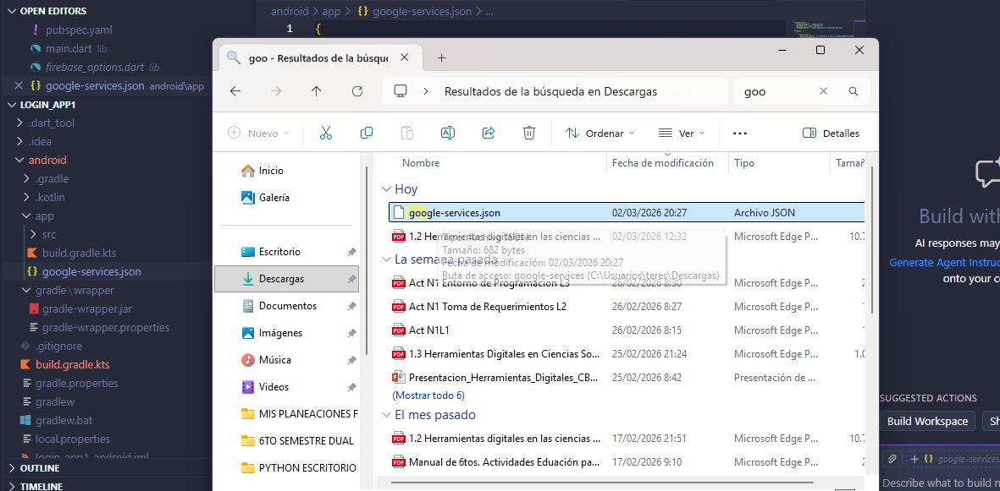 OPEN EDITORS
pubspec.yaml
main.dart lib
firebase_options.dart lib
google-services.json android\app
LOGIN_APP1
.dart_tool
.idea
android
.gradle
.kotlin
app
src
build.gradle.kts
google-services.json
gradle\wrapper
gradle-wrapper.jar
gradle-wrapper.properties
.gitignore
build.gradle.kts
gradle.properties
gradlew
gradlew.bat
local.properties
login_app1_android.iml
OUTLINE
TIMELINE
android > app > {} google-services.json > ...
1 {
goo - Resultados de la búsqu
Resultados de la búsqueda en Descargas
goo
Nuevo
Ordenar
Ver
Detalles
Inicio
Galería
Escritorio
Descargas
Documentos
Imágenes
Música
Videos
MIS PLANEACIONES F
6TO SEMESTRE DUAL
PYTHON ESCRITORIO
Nombre Fecha de modificación Tipo Tamañ
Hoy
google-services.json 02/03/2026 20:27 Archivo JSON
1.2 Herramientas digitales en las ciencias ... 02/03/2026 12:32 Microsoft Edge P... 10.7
Tipo: Archivo JSON
Tamaño: 682 bytes
Fecha de modificación: 02/03/2026 20:27
Ruta de acceso: google-services (C:\Usuarios\teres\Descargas)
La semana pasada
Act N1 Entorno de Programacion L3 26/02/2026 8:30 Microsoft Edge P...
Act N1 Toma de Requerimientos L2 26/02/2026 8:27 Microsoft Edge P...
Act N1L1 26/02/2026 8:15 Microsoft Edge P...
1.3 Herramientas Digitales en Ciencias So... 25/02/2026 21:24 Microsoft Edge P... 1.0
Presentacion_Herramientas_Digitales_CB... 25/02/2026 8:42 Presentación de ...
(Mostrar todo 6)
El mes pasado
1.2 Herramientas digitales en las ciencias ... 17/02/2026 21:51 Microsoft Edge P... 10.7
Manual de 6tos. Actividades Eduación pa... 17/02/2026 9:10 Microsoft Edge P...
Build with
AI responses may
Generate Agent Instruc
onto your c
SUGGESTED ACTIONS
Build Workspace Sh
{} google-services
Describe what to build n